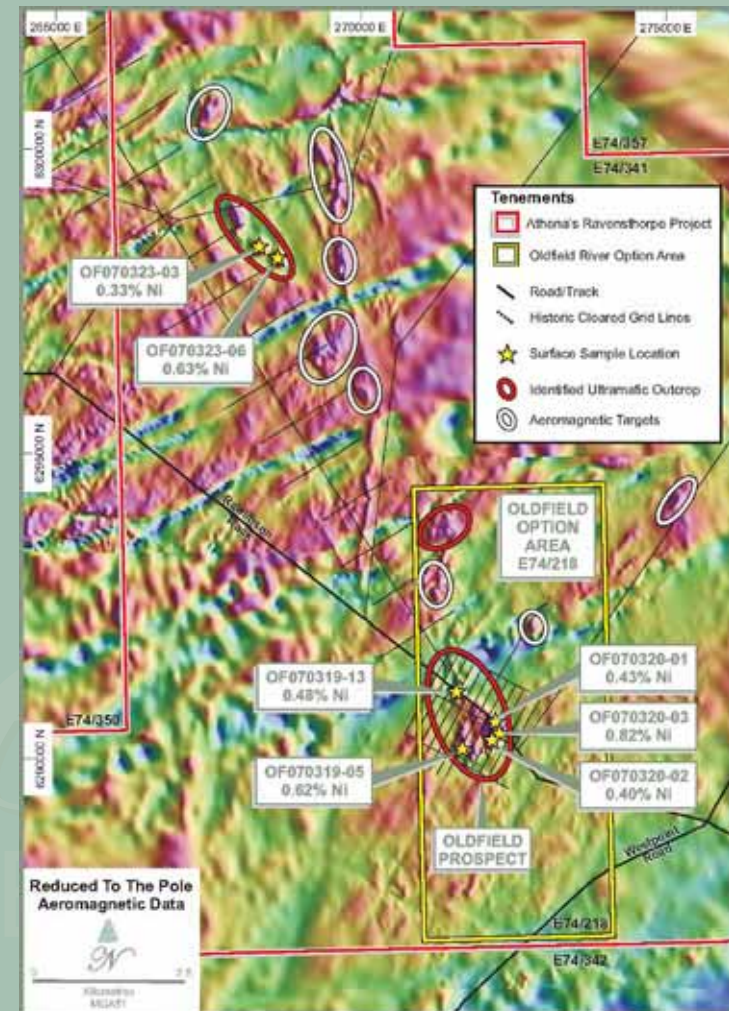 265000 E
270000 E
275000 E
6300000 N
6295000 N
6290000 N
E74/357
E74/341
Tenements
Athena's Ravensthorpe Project
Oldfield River Option Area
Road/Track
Historic Cleared Grid Lines
Surface Sample Location
Identified Ultramafic Outcrop
Aeromagnetic Targets
OF070323-03
0.33% Ni
OF070323-06
0.63% Ni
Road
OLDFIELD
OPTION
AREA
E74/218
OF070319-13
0.48% Ni
OF070320-01
0.43% Ni
E74/350
OF070320-03
0.82% Ni
OF070319-05
0.62% Ni
OF070320-02
0.40% Ni
OLDFIELD
PROSPECT
Westpoint
Road
Reduced To The Pole
Aeromagnetic Data
N
0 2.5
Kilometres
MGA51
E74/218
E74/342